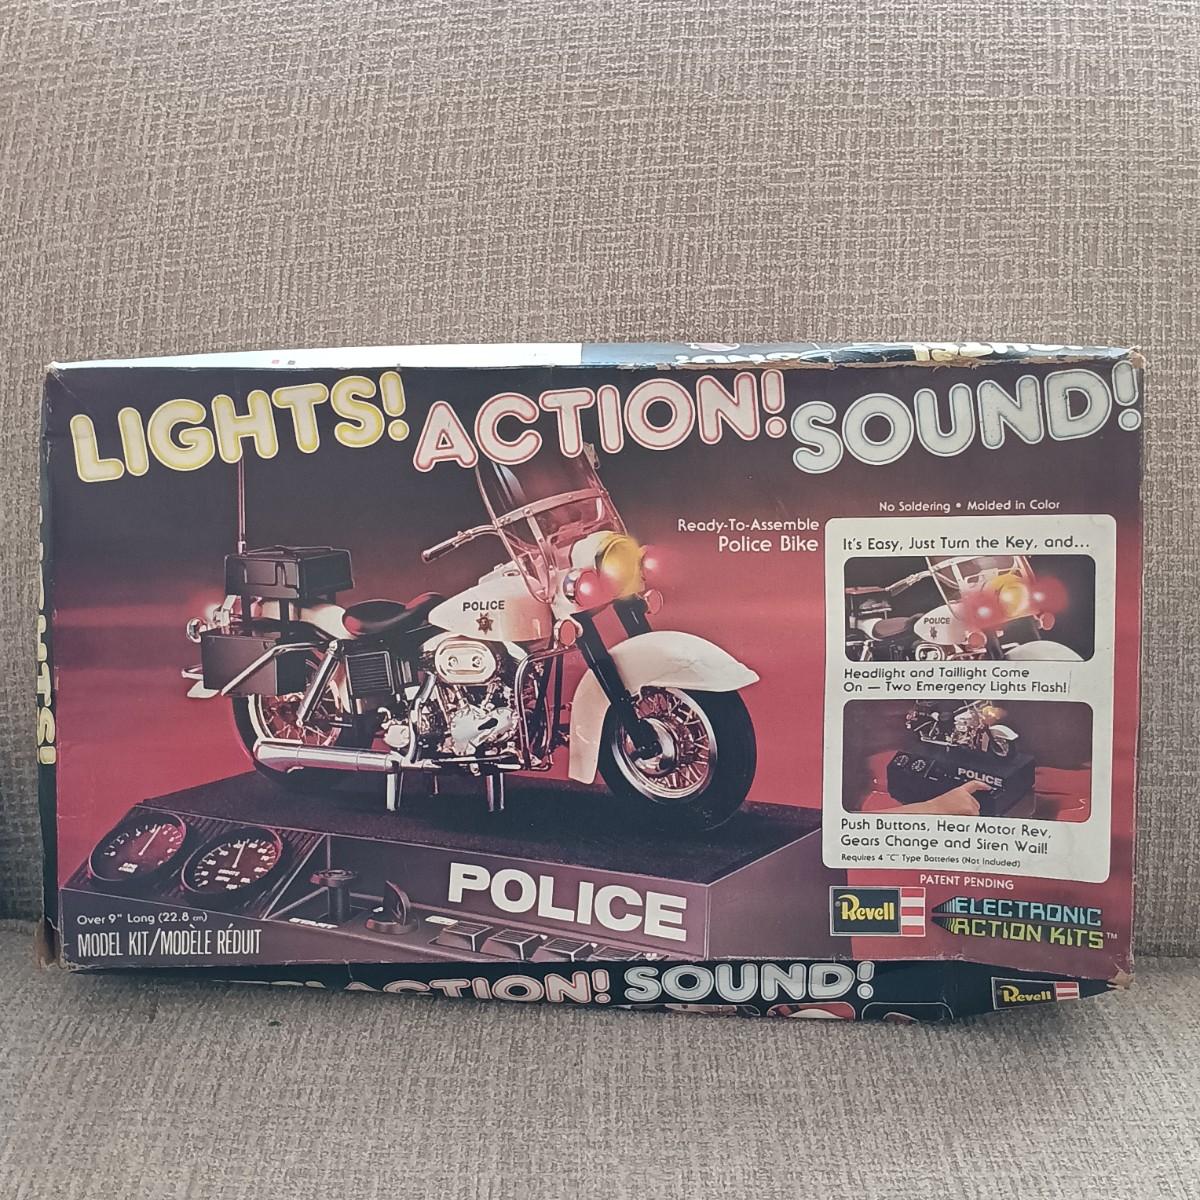 LIGHTS! ACTION! SOUND!
No Soldering • Molded in Color
Ready-To-Assemble
Police Bike
It's Easy, Just Turn the Key, and...
POLICE
POLICE
Headlight and Taillight Come
On — Two Emergency Lights Flash!
POLICE
Push Buttons, Hear Motor Rev,
Gears Change and Siren Wail!
Requires 4 "C" Type Batteries (Not Included)
PATENT PENDING
POLICE
Over 9" Long (22.8 cm)
MODEL KIT/MODÈLE RÉDUIT
START
Revell
ELECTRONIC
ACTION KITS™
ACTION! SOUND!
Revell